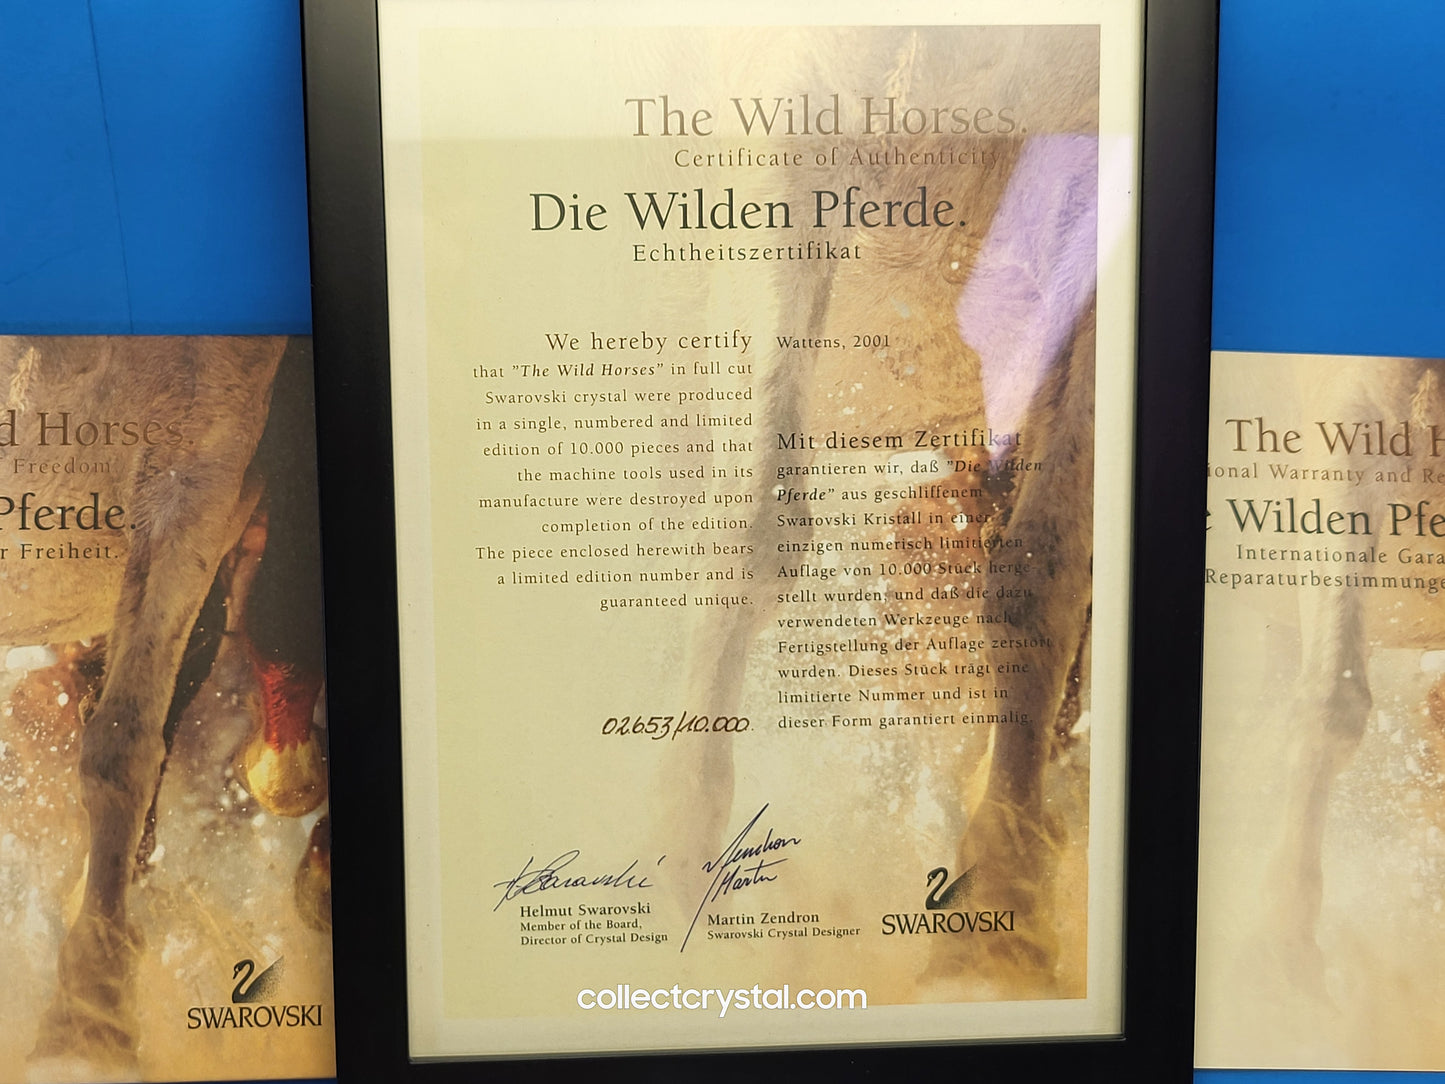 The Wild Horses.
Certificate of Authenticity
Die Wilden Pferde.
Echtheitszertifikat
We hereby certify
that "The Wild Horses" in full cut
Swarovski crystal were produced
in a single, numbered and limited
edition of 10.000 pieces and that
the machine tools used in its
manufacture were destroyed upon
completion of the edition.
The piece enclosed herewith bears
a limited edition number and is
guaranteed unique.
02653/10.000.
Wattens, 2001
Mit diesem Zertifikat
garantieren wir, daß "Die Wilden
Pferde" aus geschliffenem
Swarovski Kristall in einer
einzigen numerisch limitierten
Auflage von 10.000 Stück herge-
stellt wurden, und daß die dazu
verwendeten Werkzeuge nach
Fertigstellung der Auflage zerstört
wurden. Dieses Stück trägt eine
limitierte Nummer und ist in
dieser Form garantiert einmalig.
Zendron
Martin
Helmut Swarovski
Member of the Board,
Director of Crystal Design
Martin Zendron
Swarovski Crystal Designer
SWAROVSKI
collectcrystal.com
d Horses.
Freedom
Pferde.
r Freiheit.
SWAROVSKI
The Wild H
ional Warranty and Re
e Wilden Pfe
Internationale Gara
Reparaturbestimmunge